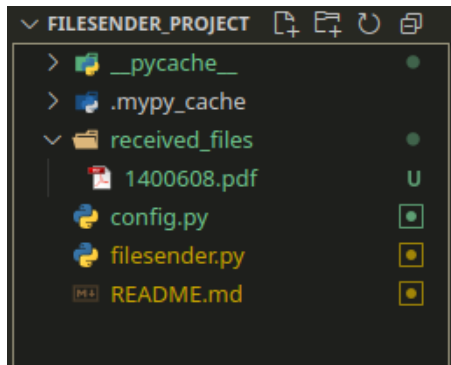 FILESENDER_PROJECT
__pycache__
.mypy_cache
received_files
1400608.pdf U
config.py
filesender.py
M+ README.md